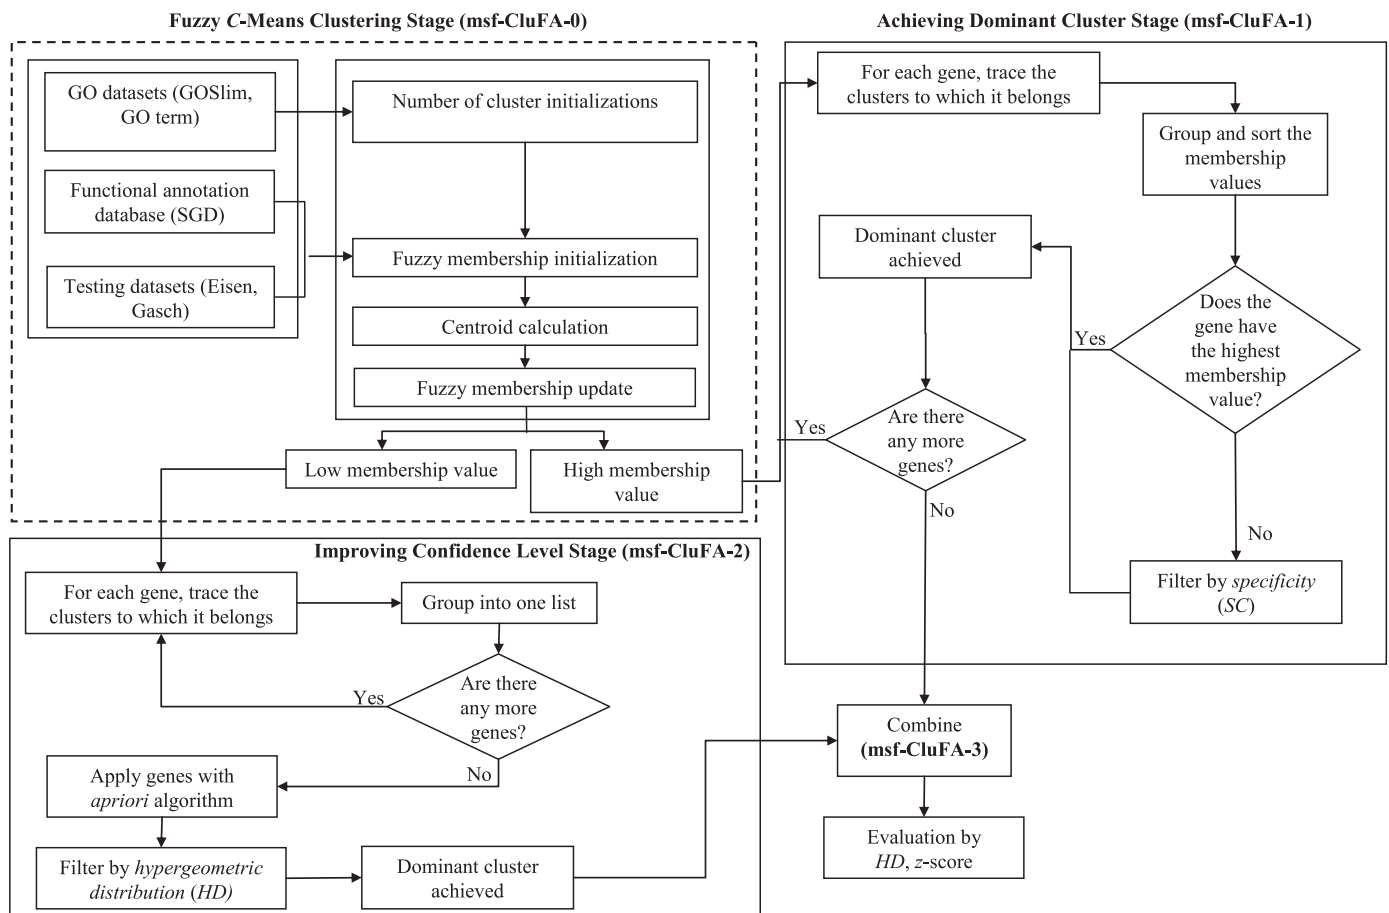 Fuzzy C-Means Clustering Stage (msf-CluFA-0)
GO datasets (GOSlim,
GO term)
Functional annotation
database (SGD)
Testing datasets (Eisen,
Gasch)
Number of cluster initializations
Fuzzy membership initialization
Centroid calculation
Fuzzy membership update
Low membership value
High membership
value
Achieving Dominant Cluster Stage (msf-CluFA-1)
For each gene, trace the
clusters to which it belongs
Group and sort the
membership
values
Does the
gene have
the highest
membership
value?
Yes
No
Filter by specificity
(SC)
Dominant cluster
achieved
Are there
any more
genes?
Yes
No
Improving Confidence Level Stage (msf-CluFA-2)
For each gene, trace the
clusters to which it belongs
Group into one list
Are there
any more
genes?
Yes
No
Apply genes with
apriori algorithm
Filter by hypergeometric
distribution (HD)
Dominant cluster
achieved
Combine
(msf-CluFA-3)
Evaluation by
HD, z-score